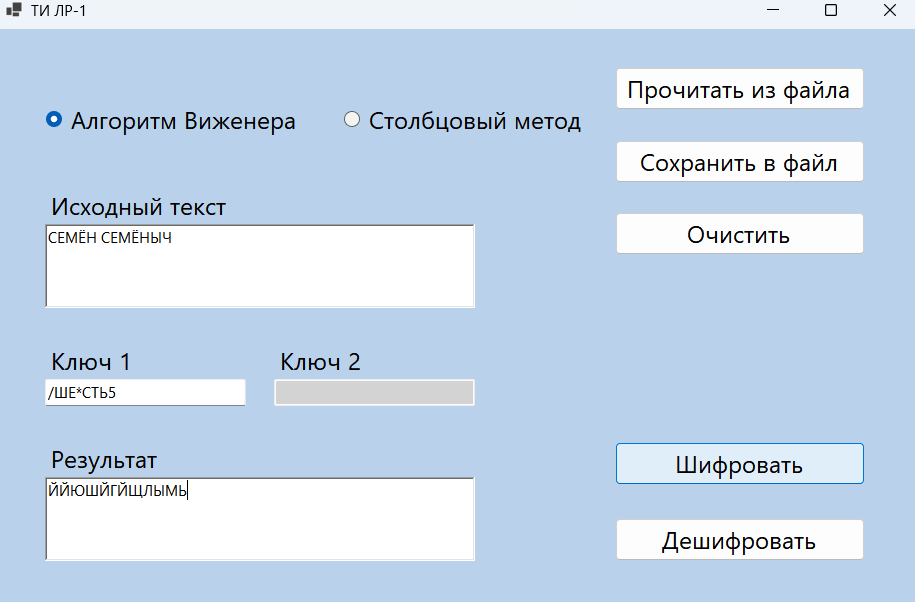 ТИ ЛР-1
Алгоритм Виженера
Столбцовый метод
Прочитать из файла
Сохранить в файл
Очистить
Исходный текст
СЕМЁН СЕМЁНЫЧ
Ключ 1
Ключ 2
/ШЕ*СТЬ5
Результат
ЙЙЮШЙГЙЩЛЫМЬ
Шифровать
Дешифровать